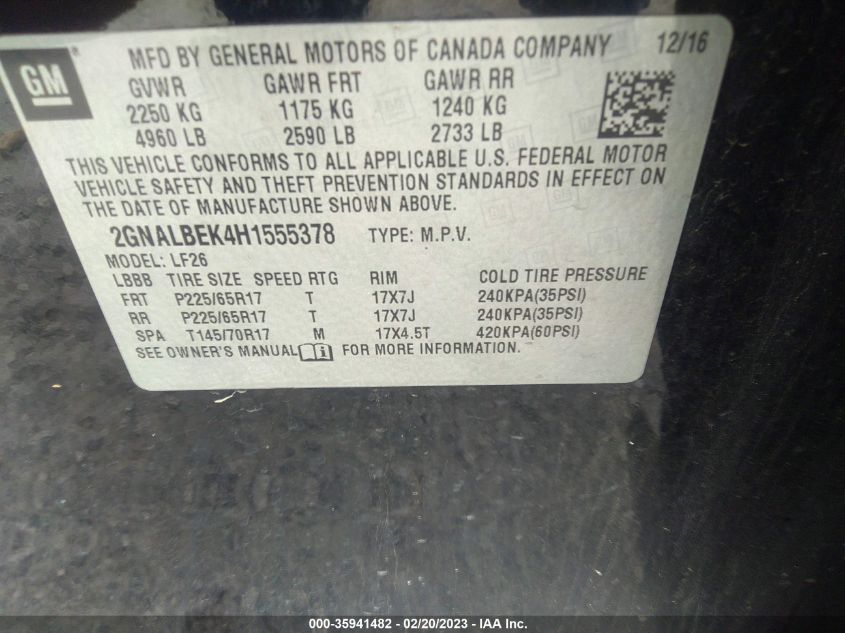 GM
MFD BY GENERAL MOTORS OF CANADA COMPANY 12/16
GVWR GAWR FRT GAWR RR
2250 KG 1175 KG 1240 KG
4960 LB 2590 LB 2733 LB
THIS VEHICLE CONFORMS TO ALL APPLICABLE U.S. FEDERAL MOTOR
VEHICLE SAFETY AND THEFT PREVENTION STANDARDS IN EFFECT ON
THE DATE OF MANUFACTURE SHOWN ABOVE.
2GNALBEK4H1555378 TYPE: M.P.V.
MODEL: LF26
LBBB TIRE SIZE SPEED RTG RIM COLD TIRE PRESSURE
FRT P225/65R17 T 17X7J 240KPA(35PSI)
RR P225/65R17 T 17X7J 240KPA(35PSI)
SPA T145/70R17 M 17X4.5T 420KPA(60PSI)
SEE OWNER'S MANUAL i FOR MORE INFORMATION.
000-35941482 - 02/20/2023 - IAA Inc.